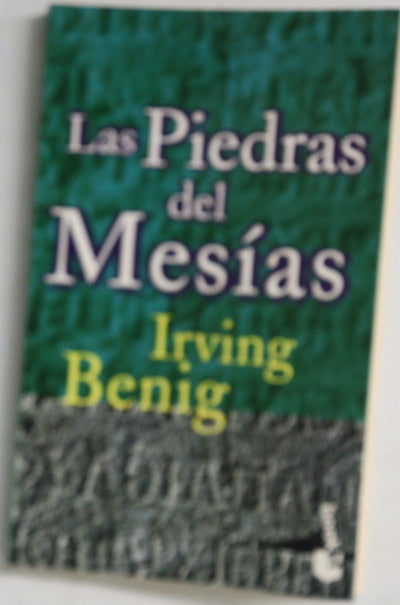 Las Piedras
del
Mesías
Irving
Benig